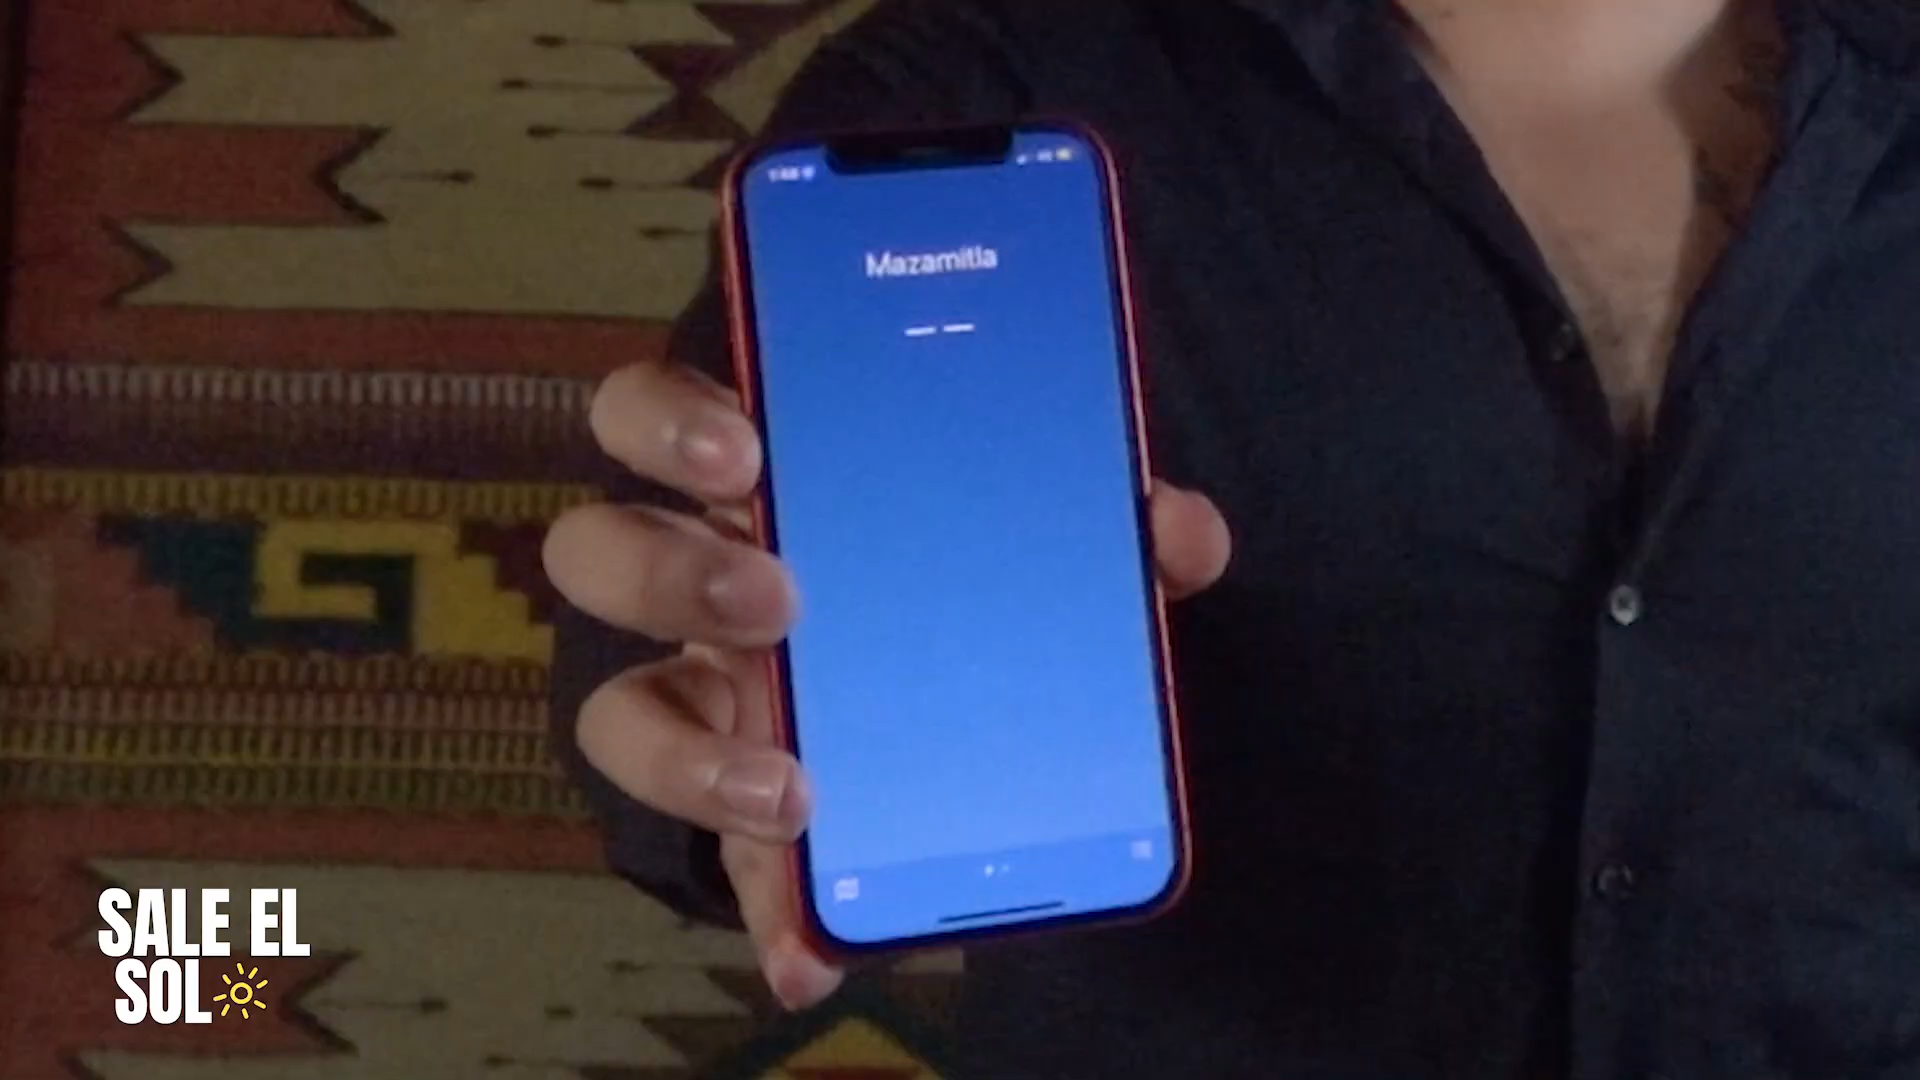 Mazamitla
— —
SALE EL
SOL